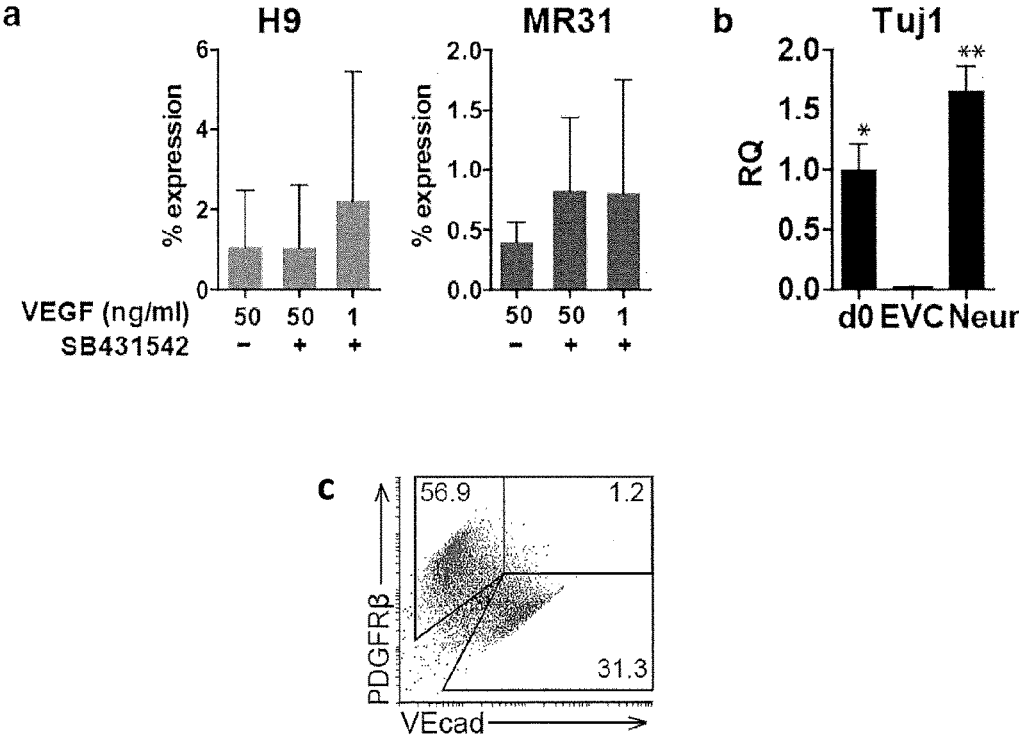 a
H9
% expression
6
4
2
0
VEGF (ng/ml) 50 50 1
SB431542 − + +
MR31
% expression
2.0
1.5
1.0
0.5
0.0
50 50 1
− + +
b
Tuj1
RQ
2.0
1.5
1.0
0.5
0.0
*
**
d0 EVC Neur
c
PDGFRβ
56.9
1.2
31.3
VEcad